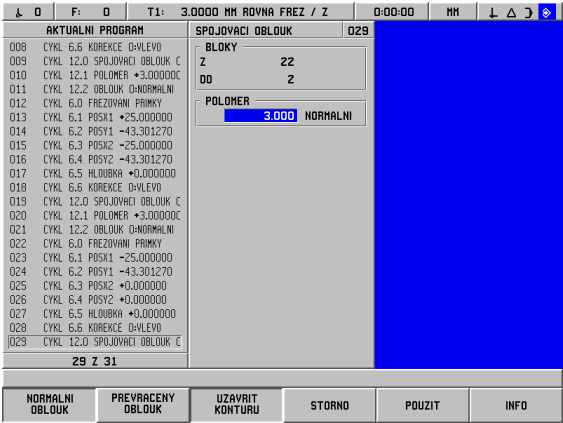 0 F: 0 T1: 3.0000 MM ROVNA FREZ / Z 0:00:00 MM
AKTUALNI PROGRAM
008 CYKL 6.6 KOREKCE 0:VLEVO
009 CYKL 12.0 SPOJOVACI OBLOUK C
010 CYKL 12.1 POLOMER +3.00000C
011 CYKL 12.2 OBLOUK 0:NORMALNI
012 CYKL 6.0 FREZOVANI PRIMKY
013 CYKL 6.1 POSX1 +25.000000
014 CYKL 6.2 POSY1 -43.301270
015 CYKL 6.3 POSX2 -25.000000
016 CYKL 6.4 POSY2 -43.301270
017 CYKL 6.5 HLOUBKA +0.000000
018 CYKL 6.6 KOREKCE 0:VLEVO
019 CYKL 12.0 SPOJOVACI OBLOUK C
020 CYKL 12.1 POLOMER +3.00000C
021 CYKL 12.2 OBLOUK 0:NORMALNI
022 CYKL 6.0 FREZOVANI PRIMKY
023 CYKL 6.1 POSX1 -25.000000
024 CYKL 6.2 POSY1 -43.301270
025 CYKL 6.3 POSX2 +0.000000
026 CYKL 6.4 POSY2 +0.000000
027 CYKL 6.5 HLOUBKA +0.000000
028 CYKL 6.6 KOREKCE 0:VLEVO
029 CYKL 12.0 SPOJOVACI OBLOUK C
29 Z 31
SPOJOVACI OBLOUK 029
BLOKY
Z 22
DO 2
POLOMER
3.000 NORMALNI
NORMALNI
OBLOUK
PREVRACENY
OBLOUK
UZAVRIT
KONTURU
STORNO
POUZIT
INFO